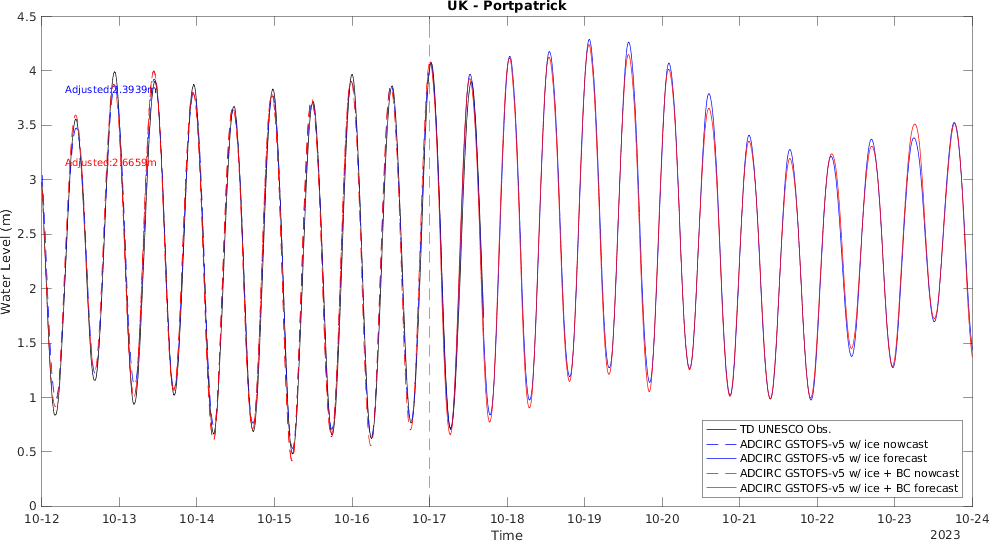 UK - Portpatrick
4.5
4
3.5
3
2.5
2
1.5
1
0.5
0
Water Level (m)
Adjusted:2.3939m
Adjusted:2.6659m
TD UNESCO Obs.
ADCIRC GSTOFS-v5 w/ ice nowcast
ADCIRC GSTOFS-v5 w/ ice forecast
ADCIRC GSTOFS-v5 w/ ice + BC nowcast
ADCIRC GSTOFS-v5 w/ ice + BC forecast
10-12 10-13 10-14 10-15 10-16 10-17 10-18 10-19 10-20 10-21 10-22 10-23 10-24
Time
2023